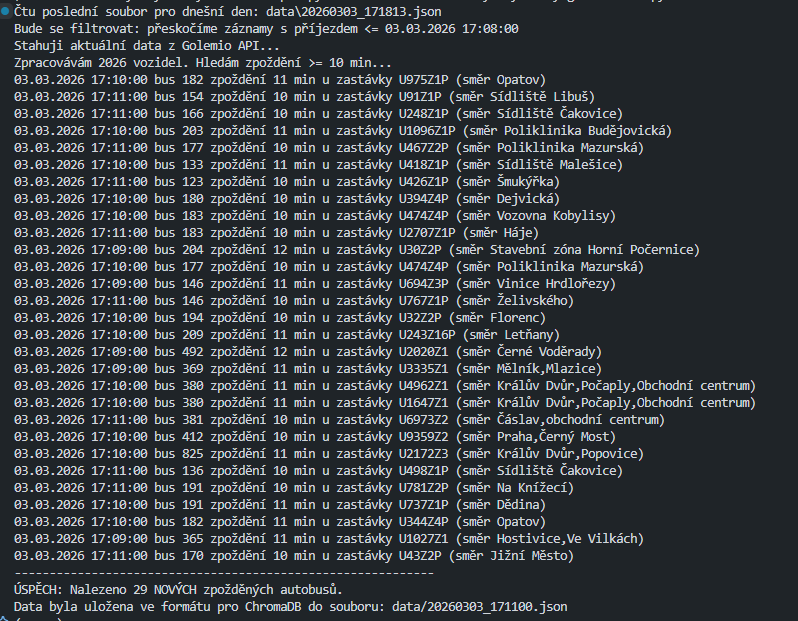 Čtu poslední soubor pro dnešní den: data\20260303_171813.json
Bude se filtrovat: přeskočíme záznamy s příjezdem <= 03.03.2026 17:08:00
Stahuji aktuální data z Golemio API...
Zpracovávám 2026 vozidel. Hledám zpoždění >= 10 min...
03.03.2026 17:10:00 bus 182 zpoždění 11 min u zastávky U975Z1P (směr Opatov)
03.03.2026 17:11:00 bus 154 zpoždění 10 min u zastávky U91Z1P (směr Sídliště Libuš)
03.03.2026 17:11:00 bus 166 zpoždění 10 min u zastávky U248Z1P (směr Sídliště Čakovice)
03.03.2026 17:10:00 bus 203 zpoždění 11 min u zastávky U1096Z1P (směr Poliklinika Budějovická)
03.03.2026 17:11:00 bus 177 zpoždění 10 min u zastávky U467Z2P (směr Poliklinika Mazurská)
03.03.2026 17:10:00 bus 133 zpoždění 11 min u zastávky U418Z1P (směr Sídliště Malešice)
03.03.2026 17:11:00 bus 123 zpoždění 10 min u zastávky U426Z1P (směr Šmukýřka)
03.03.2026 17:10:00 bus 180 zpoždění 10 min u zastávky U394Z4P (směr Dejvická)
03.03.2026 17:10:00 bus 183 zpoždění 10 min u zastávky U474Z4P (směr Vozovna Kobylisy)
03.03.2026 17:11:00 bus 183 zpoždění 10 min u zastávky U2707Z1P (směr Háje)
03.03.2026 17:09:00 bus 204 zpoždění 12 min u zastávky U30Z2P (směr Stavební zóna Horní Počernice)
03.03.2026 17:10:00 bus 177 zpoždění 10 min u zastávky U474Z4P (směr Poliklinika Mazurská)
03.03.2026 17:09:00 bus 146 zpoždění 11 min u zastávky U694Z3P (směr Vinice Hrdlořezy)
03.03.2026 17:11:00 bus 146 zpoždění 10 min u zastávky U767Z1P (směr Želivského)
03.03.2026 17:10:00 bus 194 zpoždění 10 min u zastávky U32Z2P (směr Florenc)
03.03.2026 17:10:00 bus 209 zpoždění 11 min u zastávky U243Z16P (směr Letňany)
03.03.2026 17:09:00 bus 492 zpoždění 12 min u zastávky U2020Z1 (směr Černé Voděrady)
03.03.2026 17:09:00 bus 369 zpoždění 11 min u zastávky U3335Z1 (směr Mělník,Mlazice)
03.03.2026 17:10:00 bus 380 zpoždění 11 min u zastávky U4962Z1 (směr Králův Dvůr,Počaply,Obchodní centrum)
03.03.2026 17:10:00 bus 380 zpoždění 11 min u zastávky U1647Z1 (směr Králův Dvůr,Počaply,Obchodní centrum)
03.03.2026 17:11:00 bus 381 zpoždění 10 min u zastávky U6973Z2 (směr Čáslav,obchodní centrum)
03.03.2026 17:10:00 bus 412 zpoždění 10 min u zastávky U9359Z2 (směr Praha,Černý Most)
03.03.2026 17:10:00 bus 825 zpoždění 11 min u zastávky U2172Z3 (směr Králův Dvůr,Popovice)
03.03.2026 17:11:00 bus 136 zpoždění 10 min u zastávky U498Z1P (směr Sídliště Čakovice)
03.03.2026 17:11:00 bus 191 zpoždění 10 min u zastávky U781Z2P (směr Na Knížecí)
03.03.2026 17:10:00 bus 191 zpoždění 11 min u zastávky U737Z1P (směr Dědina)
03.03.2026 17:10:00 bus 182 zpoždění 11 min u zastávky U344Z4P (směr Opatov)
03.03.2026 17:09:00 bus 365 zpoždění 11 min u zastávky U1027Z1 (směr Hostivice,Ve Vilkách)
03.03.2026 17:11:00 bus 170 zpoždění 10 min u zastávky U43Z2P (směr Jižní Město)
------------------------------------------------------------
ÚSPĚCH: Nalezeno 29 NOVÝCH zpožděných autobusů.
Data byla uložena ve formátu pro ChromaDB do souboru: data/20260303_171100.json